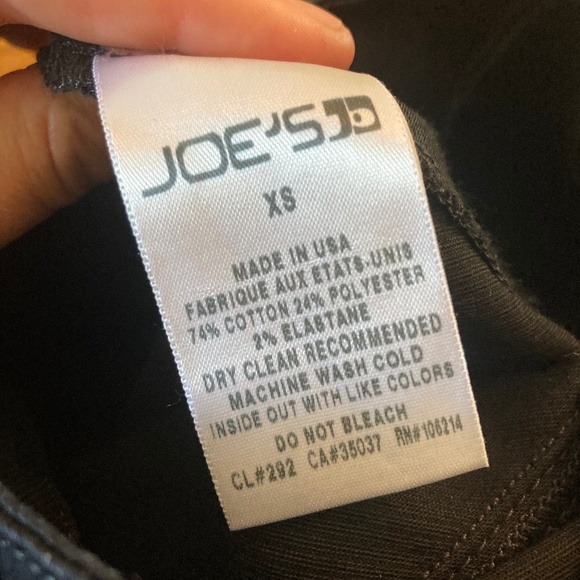 JOE'S JD
XS
MADE IN USA
FABRIQUE AUX ETATS-UNIS
74% COTTON 24% POLYESTER
2% ELASTANE
DRY CLEAN RECOMMENDED
MACHINE WASH COLD
INSIDE OUT WITH LIKE COLORS
DO NOT BLEACH
CL#292 CA#35037 RN#106214